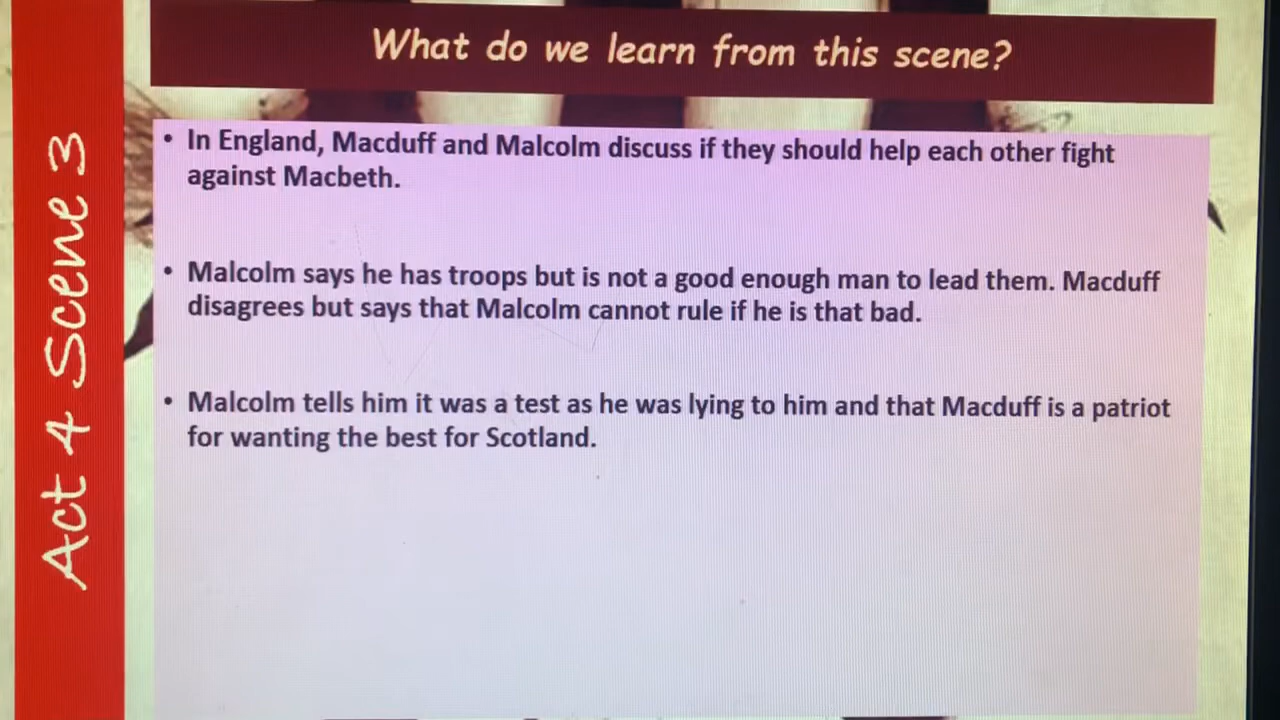 What do we learn from this scene?
Act 4 Scene 3
• In England, Macduff and Malcolm discuss if they should help each other fight
against Macbeth.
• Malcolm says he has troops but is not a good enough man to lead them. Macduff
disagrees but says that Malcolm cannot rule if he is that bad.
• Malcolm tells him it was a test as he was lying to him and that Macduff is a patriot
for wanting the best for Scotland.